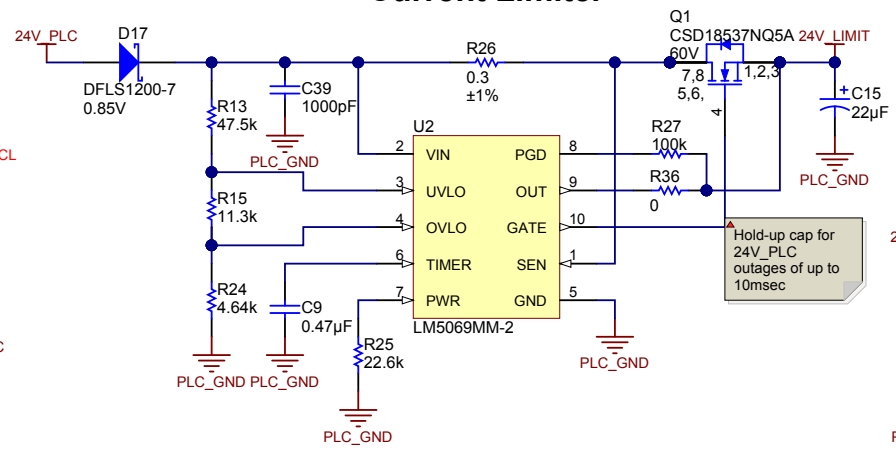 Q1
CSD18537NQ5A
60V
24V_LIMIT
24V_PLC
D17
DFLS1200-7
0.85V
R26
0.3
±1%
7,8
5,6,
1,2,3
4
C15
22µF
PLC_GND
C39
1000pF
PLC_GND
R13
47.5k
CL
U2
2
VIN
PGD
8
R27
100k
3
UVLO
OUT
9
R36
0
R15
11.3k
4
OVLO
GATE
10
6
TIMER
SEN
1
7
PWR
GND
5
LM5069MM-2
Hold-up cap for
24V_PLC
outages of up to
10msec
R24
4.64k
C9
0.47µF
R25
22.6k
PLC_GND
PLC_GND
PLC_GND
PLC_GND